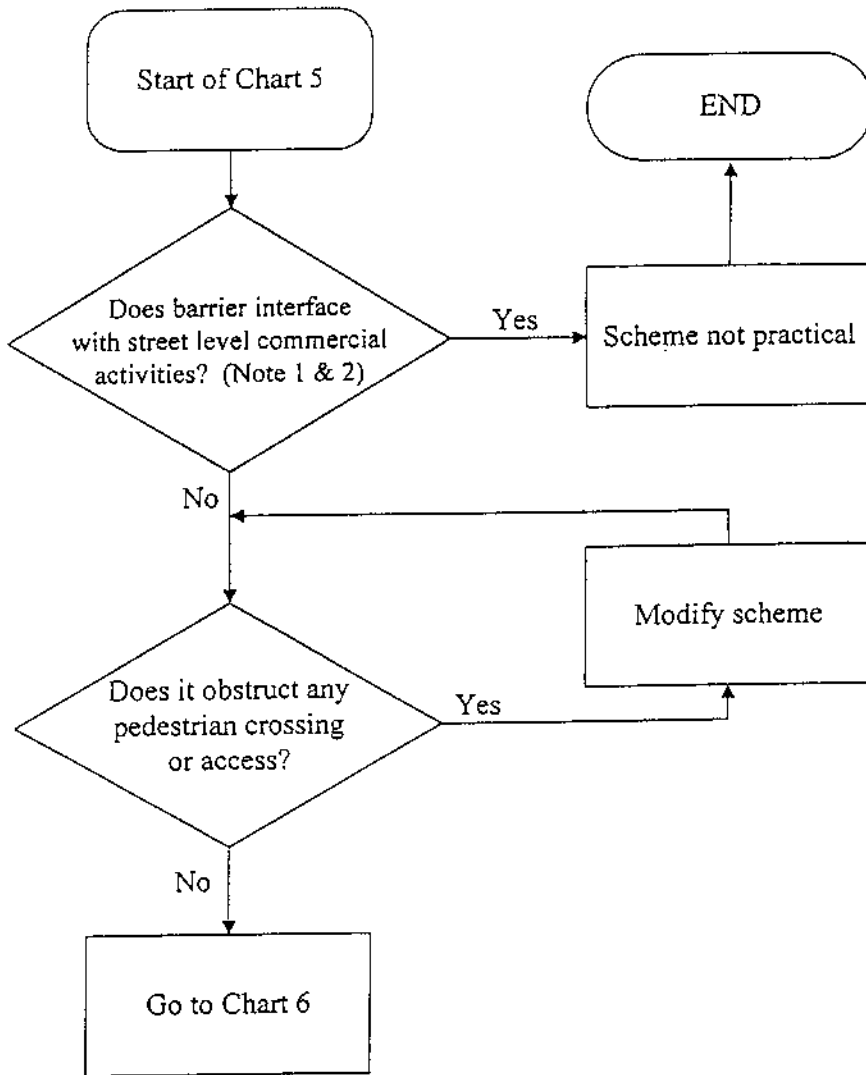 Start of Chart 5
END
Does barrier interface
with street level commercial
activities? (Note 1 & 2)
Yes
Scheme not practical
No
Modify scheme
Does it obstruct any
pedestrian crossing
or access?
Yes
No
Go to Chart 6